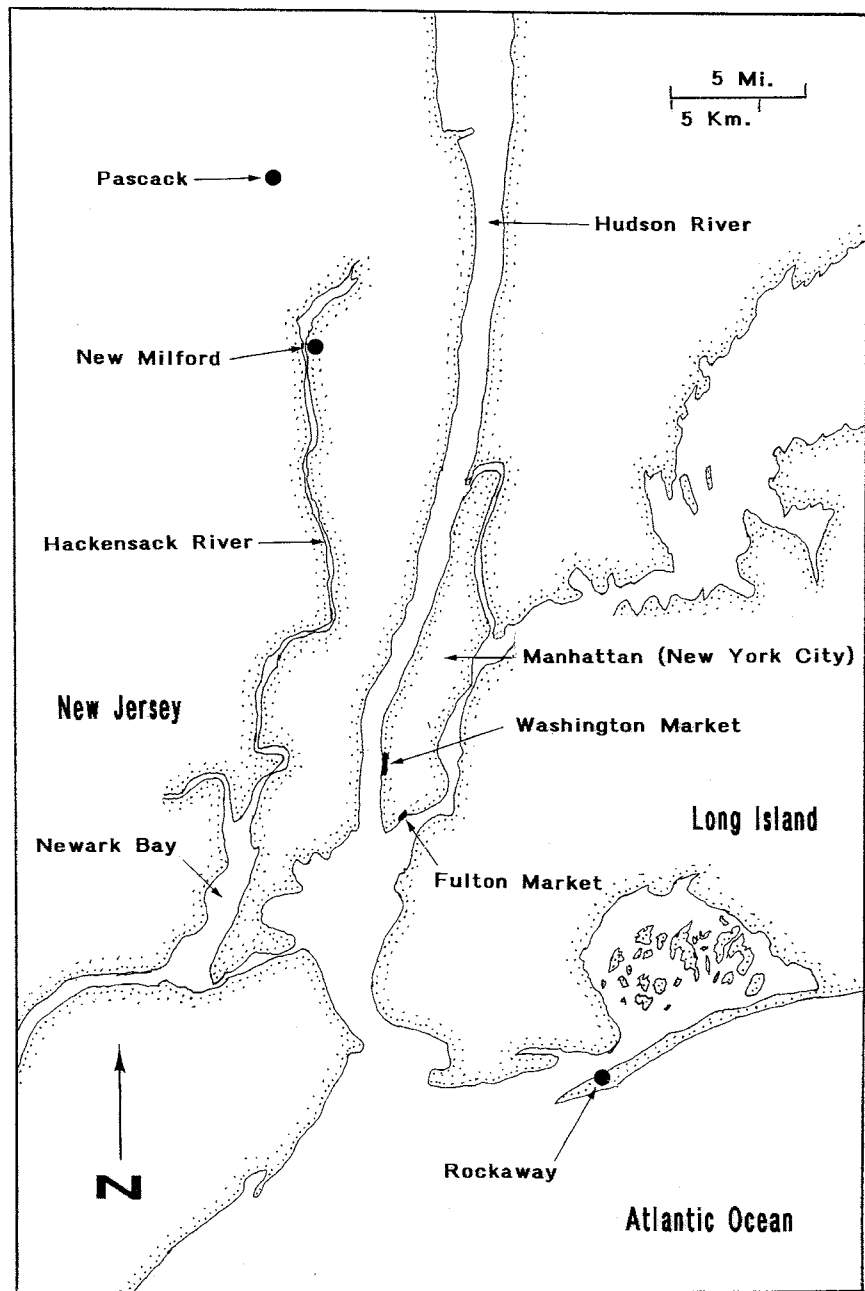 5 Mi.
5 Km.
Pascack
Hudson River
New Milford
Hackensack River
Manhattan (New York City)
New Jersey
Washington Market
Long Island
Newark Bay
Fulton Market
N
Rockaway
Atlantic Ocean